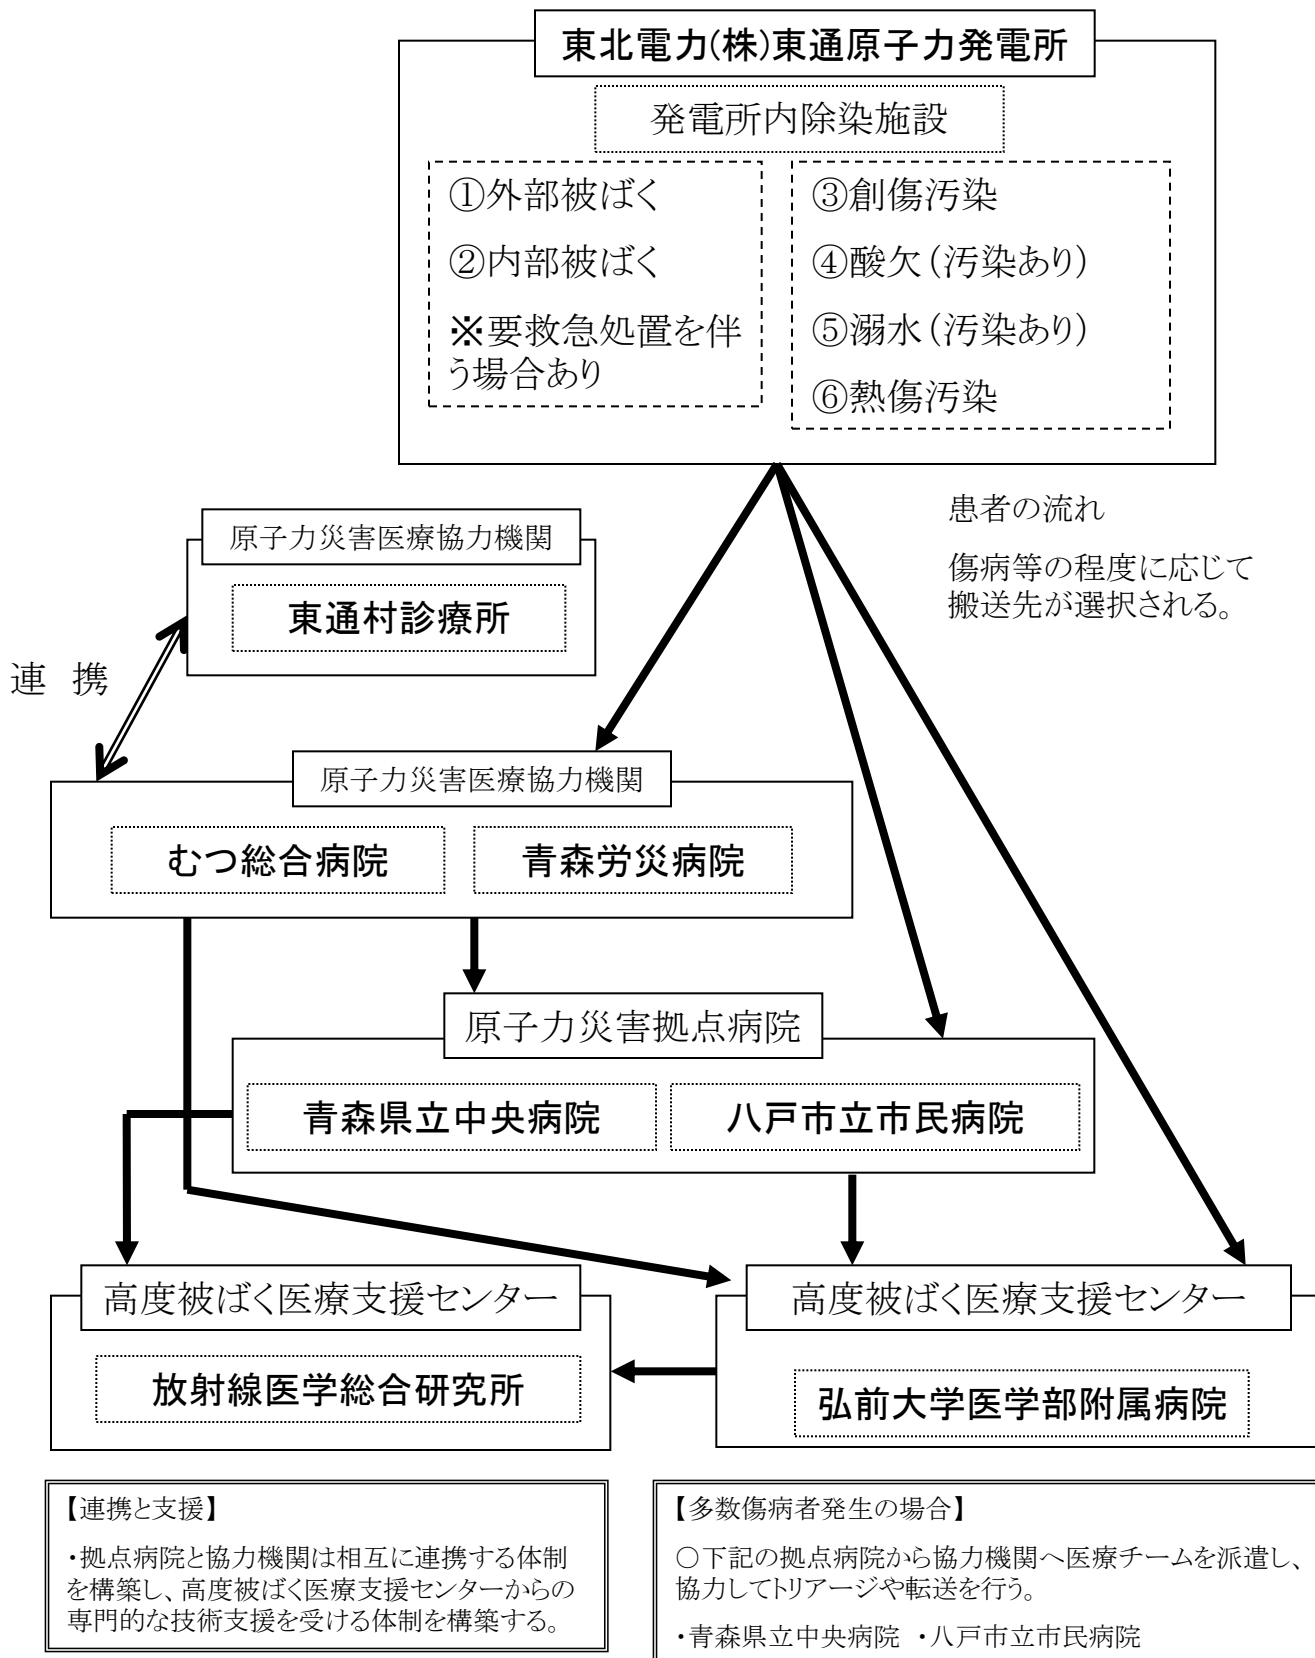 東北電力(株)東通原子力発電所
発電所内除染施設
①外部被ばく
②内部被ばく
※要救急処置を伴
う場合あり
③創傷汚染
④酸欠(汚染あり)
⑤溺水(汚染あり)
⑥熱傷汚染
患者の流れ
傷病等の程度に応じて
搬送先が選択される。
原子力災害医療協力機関
東通村診療所
連 携
原子力災害医療協力機関
むつ総合病院
青森労災病院
原子力災害拠点病院
青森県立中央病院
八戸市立市民病院
高度被ばく医療支援センター
放射線医学総合研究所
高度被ばく医療支援センター
弘前大学医学部附属病院
【連携と支援】
・拠点病院と協力機関は相互に連携する体制
を構築し、高度被ばく医療支援センターからの
専門的な技術支援を受ける体制を構築する。
【多数傷病者発生の場合】
○下記の拠点病院から協力機関へ医療チームを派遣し、
協力してトリアージや転送を行う。
・青森県立中央病院 ・八戸市立市民病院